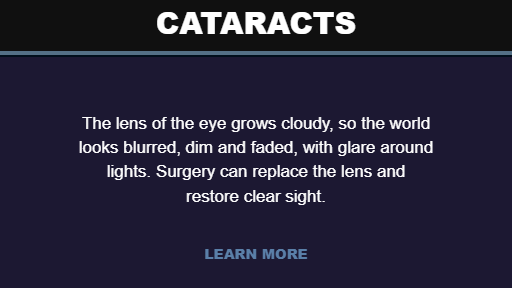 CATARACTS
The lens of the eye grows cloudy, so the world
looks blurred, dim and faded, with glare around
lights. Surgery can replace the lens and
restore clear sight.
LEARN MORE